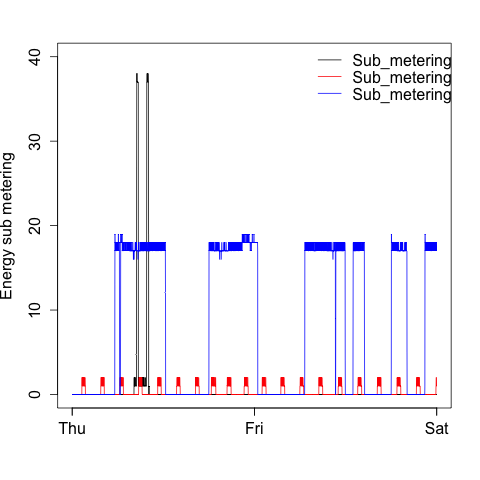 40
30
20
10
0
Energy sub metering
Sub_metering
Sub_metering
Sub_metering
Thu Fri Sat